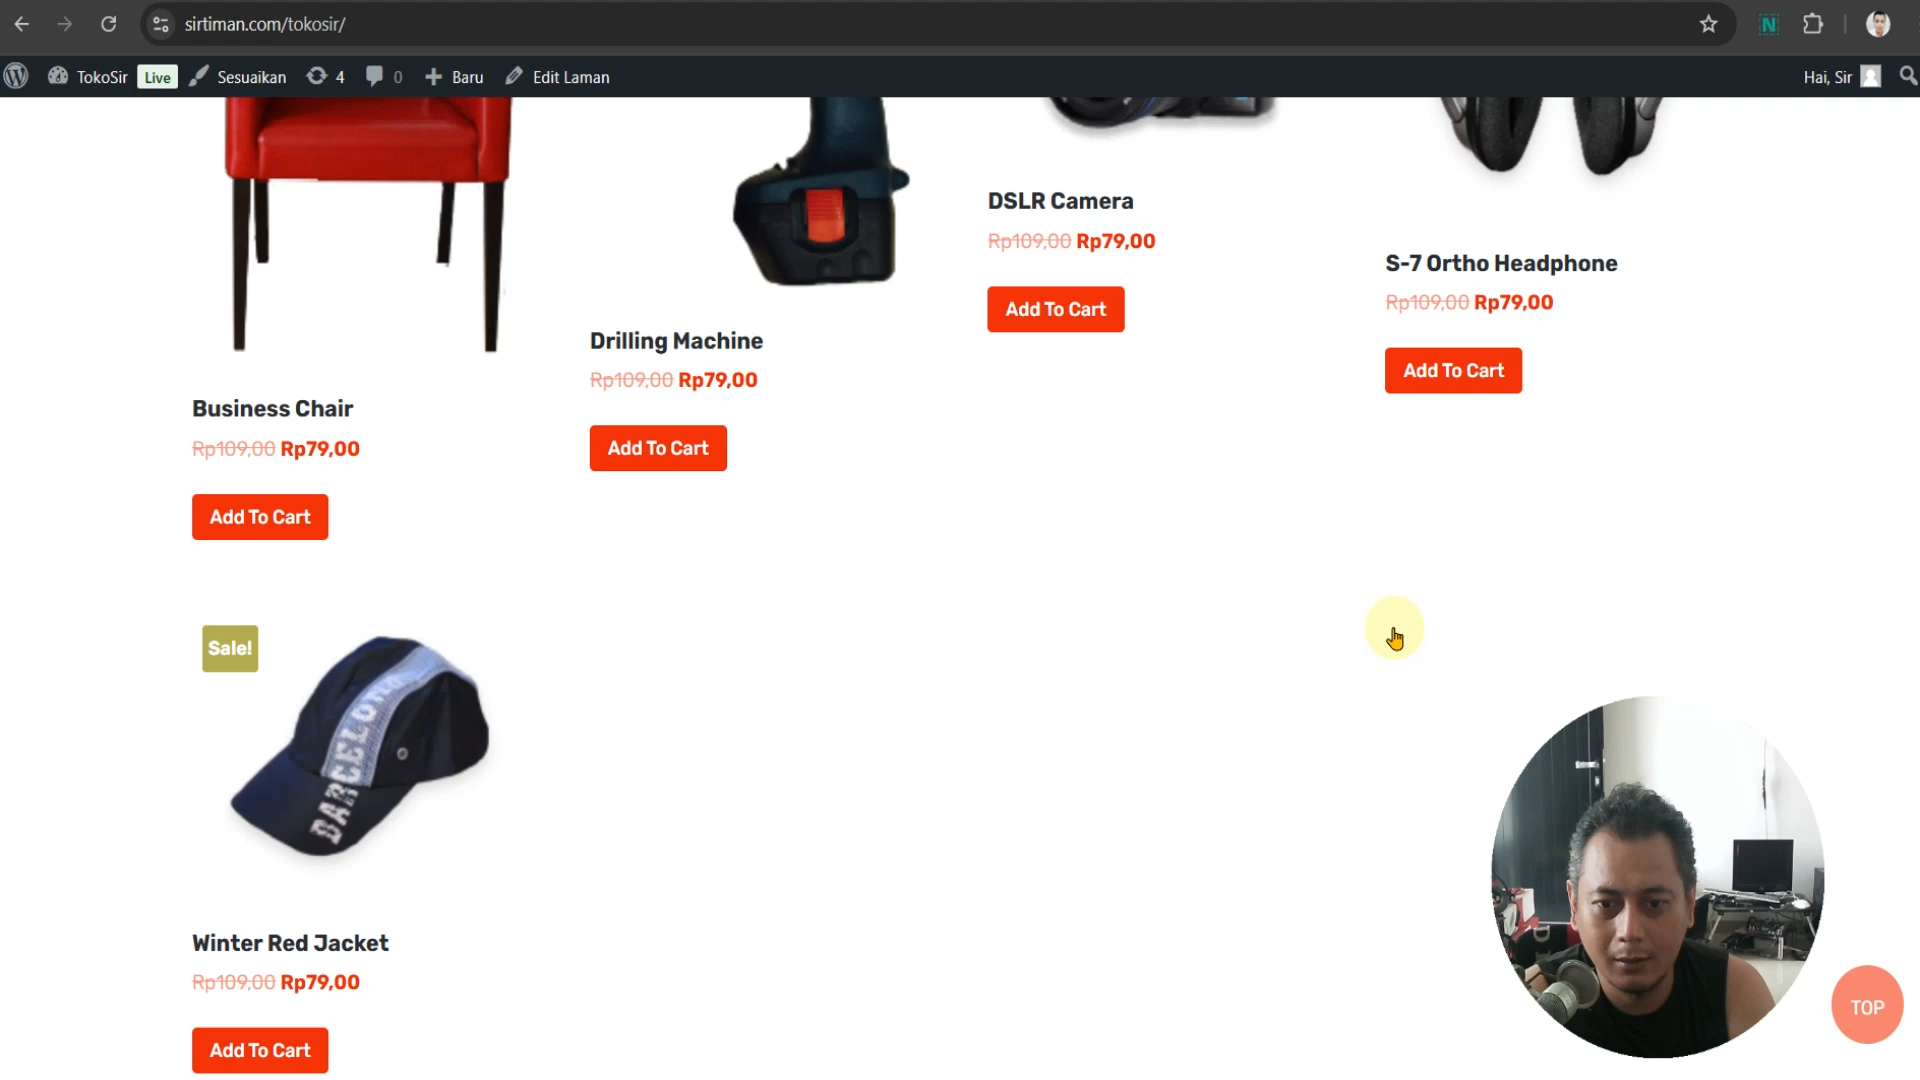 sirtiman.com/tokosir/
N
TokoSir Live Sesuaikan 4 0 Baru Edit Laman
Hai, Sir
DSLR Camera
Rp109,00 Rp79,00
Add To Cart
S-7 Ortho Headphone
Rp109,00 Rp79,00
Add To Cart
Drilling Machine
Rp109,00 Rp79,00
Add To Cart
Business Chair
Rp109,00 Rp79,00
Add To Cart
Sale!
BARCELOTA
Winter Red Jacket
Rp109,00 Rp79,00
Add To Cart
TOP